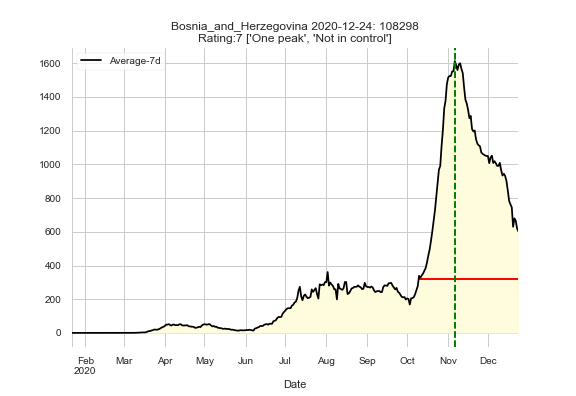 Bosnia_and_Herzegovina 2020-12-24: 108298
Rating:7 ['One peak', 'Not in control']
Average-7d
1600
1400
1200
1000
800
600
400
200
0
Feb Mar Apr May Jun Jul Aug Sep Oct Nov Dec
2020
Date